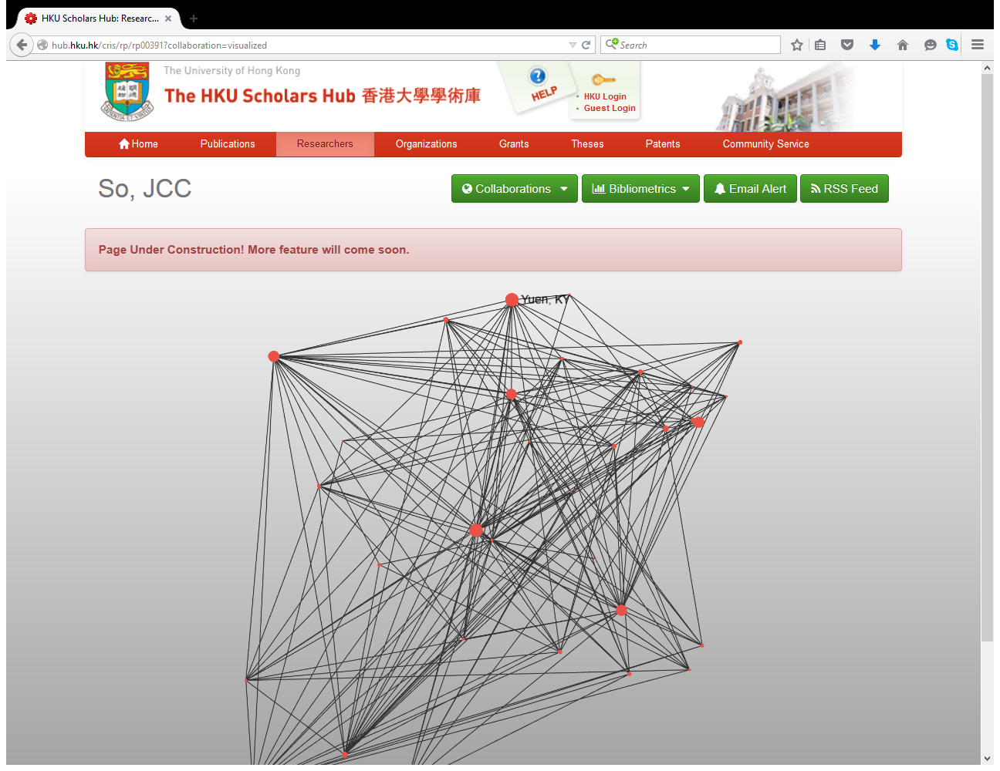 HKU Scholars Hub: Researc...
hub.hku.hk/cris/rp/rp00391?collaboration=visualized
Search
The University of Hong Kong
The HKU Scholars Hub 香港大學學術庫
HELP
HKU Login
Guest Login
Home Publications Researchers Organizations Grants Theses Patents Community Service
So, JCC
Collaborations Bibliometrics Email Alert RSS Feed
Page Under Construction! More feature will come soon.
Yuen, KY